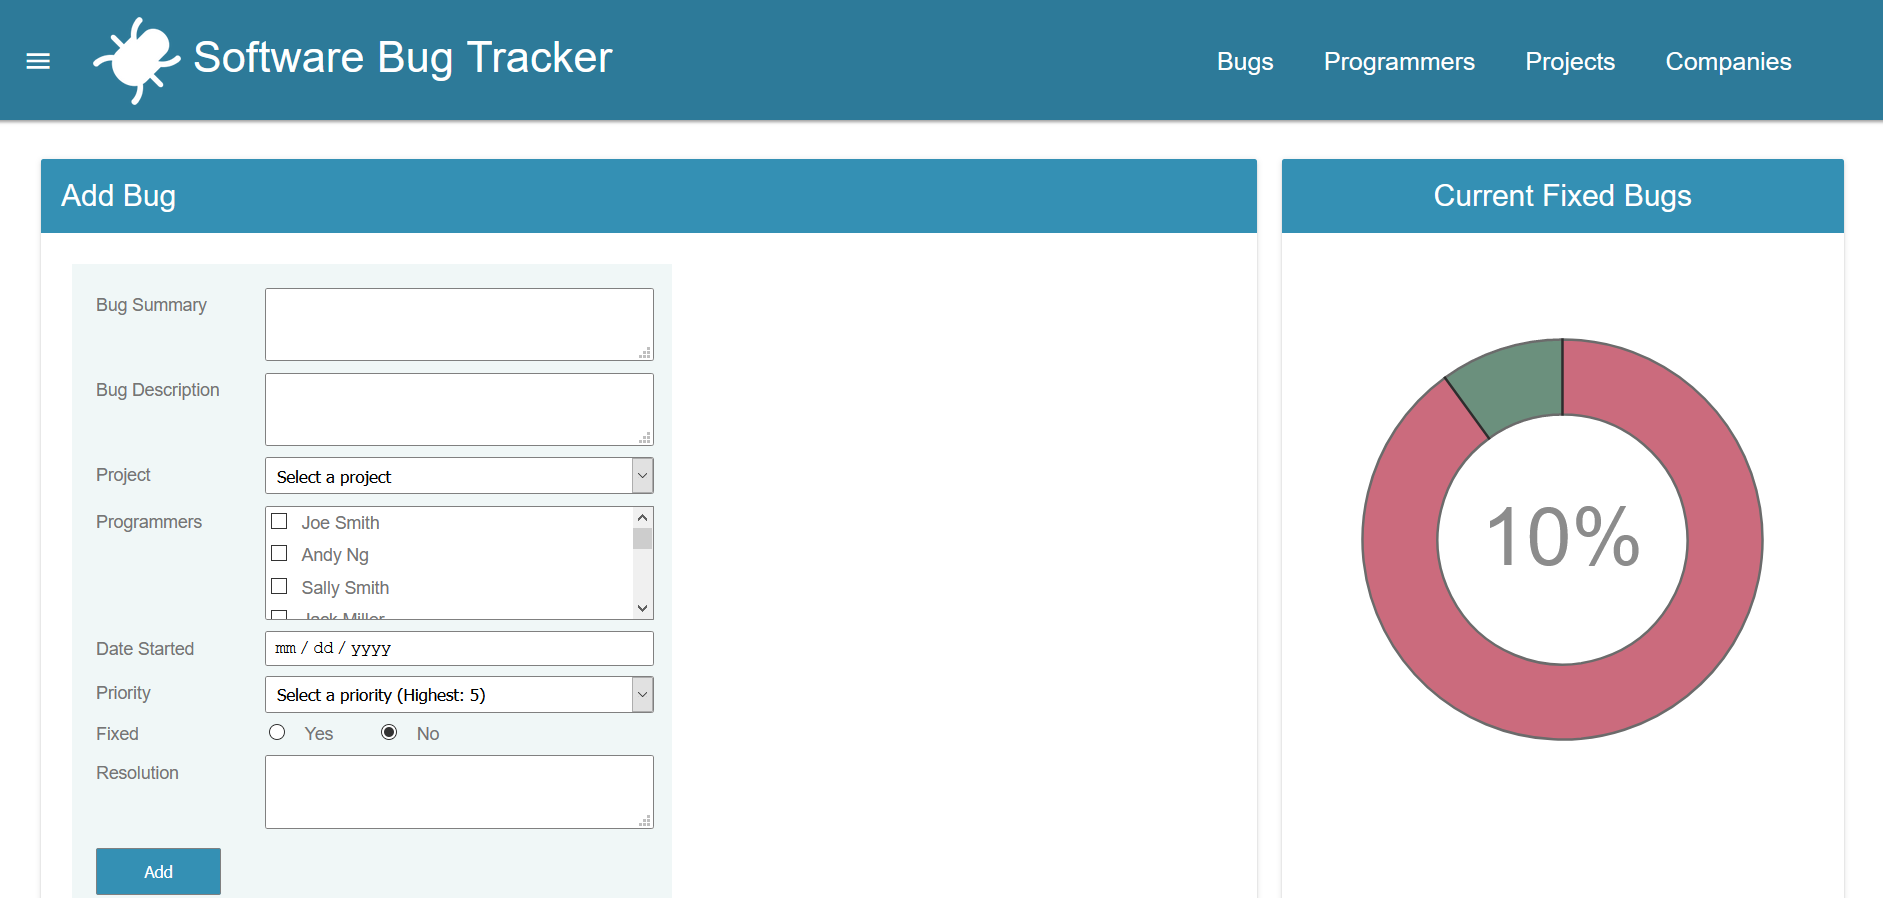 Software Bug Tracker
Bugs Programmers Projects Companies
Add Bug
Bug Summary
Bug Description
Project Select a project
Programmers Joe Smith
Andy Ng
Sally Smith
Jack Miller
Date Started mm / dd / yyyy
Priority Select a priority (Highest: 5)
Fixed Yes No
Resolution
Add
Current Fixed Bugs
10%